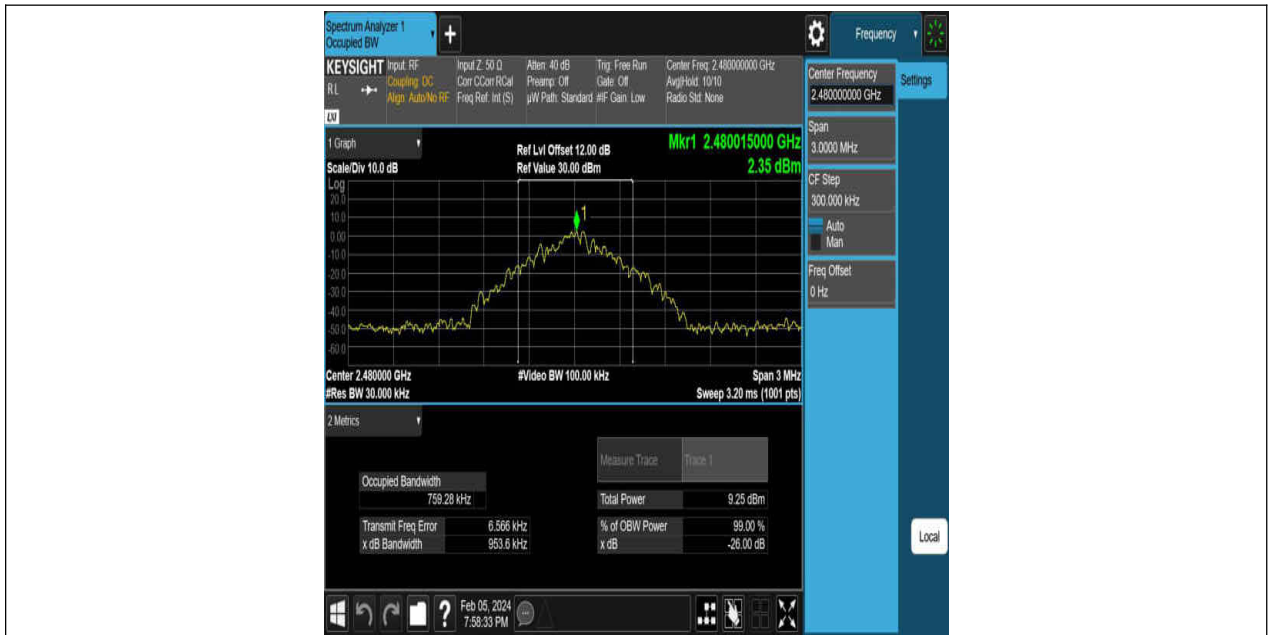 Spectrum Analyzer 1
Occupied BW
+
Frequency
KEYSIGHT
RL
LXI
Input: RF
Coupling: DC
Align: Auto/No RF
Input Z: 50 Ω
Corr CCorr RCal
Freq Ref: Int (S)
Atten: 40 dB
Preamp: Off
µW Path: Standard
Trig: Free Run
Gate: Off
#IF Gain: Low
Center Freq: 2.480000000 GHz
Avg|Hold: 10/10
Radio Std: None
Center Frequency
2.480000000 GHz
Settings
Span
3.0000 MHz
CF Step
300.000 kHz
Auto
Man
Freq Offset
0 Hz
1 Graph
Scale/Div 10.0 dB
Ref Lvl Offset 12.00 dB
Ref Value 30.00 dBm
Mkr1 2.480015000 GHz
2.35 dBm
Log
20.0
10.0
0.00
-10.0
-20.0
-30.0
-40.0
-50.0
-60.0
1
Center 2.480000 GHz
#Res BW 30.000 kHz
#Video BW 100.00 kHz
Span 3 MHz
Sweep 3.20 ms (1001 pts)
2 Metrics
Measure Trace Trace 1
Occupied Bandwidth
759.28 kHz
Total Power 9.25 dBm
Transmit Freq Error 6.566 kHz
% of OBW Power 99.00 %
x dB Bandwidth 953.6 kHz
x dB -26.00 dB
Local
?
Feb 05, 2024
7:58:33 PM